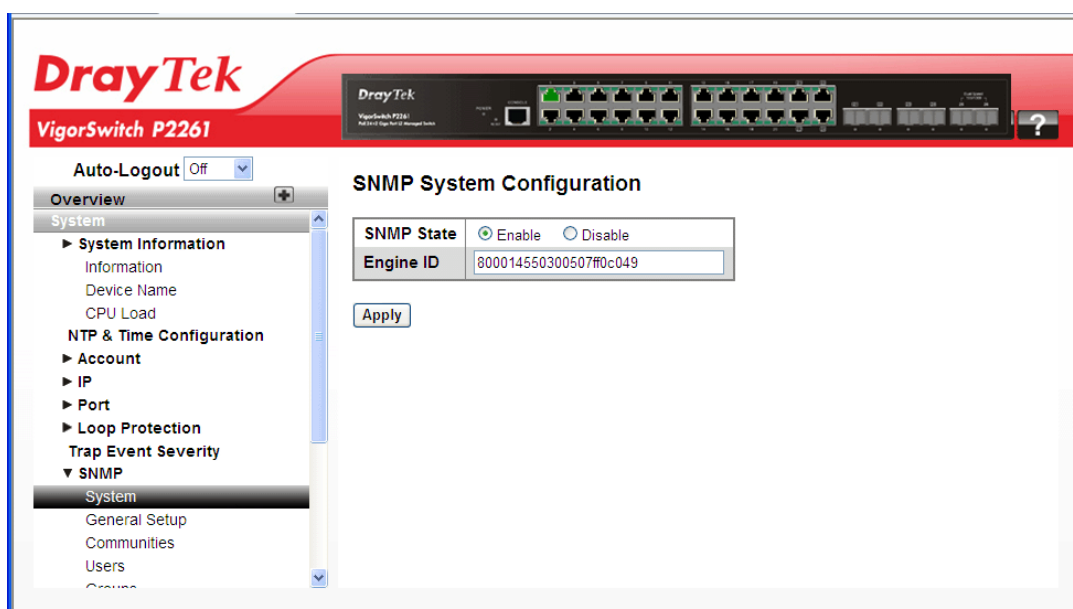 DrayTek
VigorSwitch P2261
DrayTek
VigorSwitch P2261
?
Auto-Logout Off
Overview
System
System Information
Information
Device Name
CPU Load
NTP & Time Configuration
Account
IP
Port
Loop Protection
Trap Event Severity
SNMP
System
General Setup
Communities
Users
SNMP System Configuration
SNMP State Enable Disable
Engine ID 800014550300507ff0c049
Apply